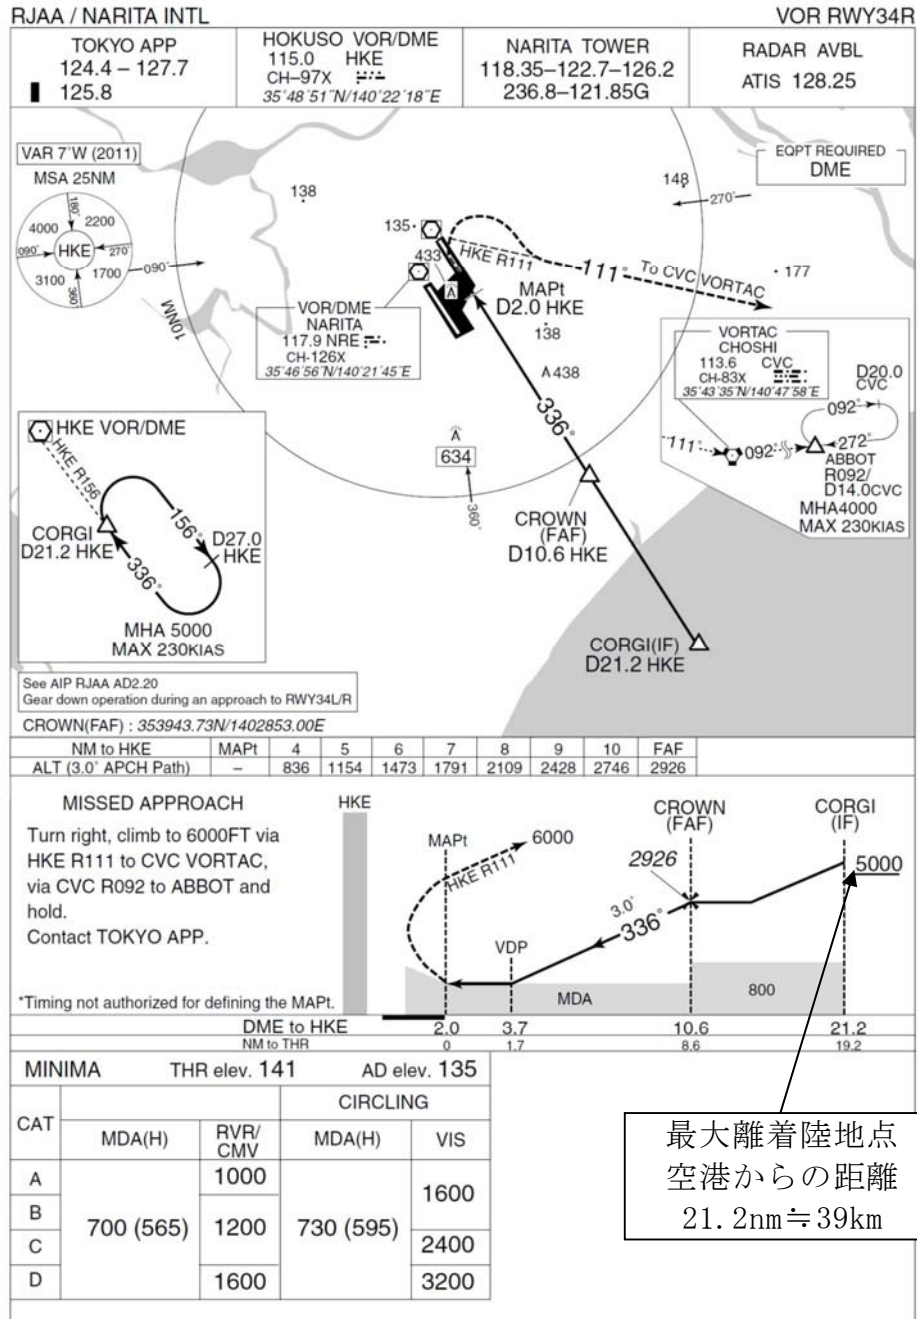 RJAA / NARITA INTL
VOR RWY34R
TOKYO APP
124.4 – 127.7
125.8
HOKUSO VOR/DME
115.0 HKE
CH–97X
35°48'51"N/140°22'18"E
NARITA TOWER
118.35–122.7–126.2
236.8–121.85G
RADAR AVBL
ATIS 128.25
VAR 7°W (2011)
MSA 25NM
180°
4000
2200
090°
HKE
270°
3100
1700
360°
090°
10NM
138
135
148
270°
EQPT REQUIRED
DME
433
A
HKE R111
111°
To CVC VORTAC
177
MAPt
D2.0 HKE
138
438
VOR/DME
NARITA
117.9 NRE
CH-126X
35°46'56"N/140°21'45"E
VORTAC
CHOSHI
113.6 CVC
CH-83X
35°43'35"N/140°47'58"E
D20.0
CVC
092°
272°
111°
092°
ABBOT
R092/
D14.0CVC
MHA4000
MAX 230KIAS
336°
634
360°
CROWN
(FAF)
D10.6 HKE
CORGI(IF)
D21.2 HKE
HKE VOR/DME
HKE R156
CORGI
D21.2 HKE
156°
D27.0
HKE
336°
MHA 5000
MAX 230KIAS
See AIP RJAA AD2.20
Gear down operation during an approach to RWY34L/R
CROWN(FAF) : 353943.73N/1402853.00E
NM to HKE MAPt 4 5 6 7 8 9 10 FAF
ALT (3.0° APCH Path) – 836 1154 1473 1791 2109 2428 2746 2926
MISSED APPROACH
Turn right, climb to 6000FT via
HKE R111 to CVC VORTAC,
via CVC R092 to ABBOT and
hold.
Contact TOKYO APP.
*Timing not authorized for defining the MAPt.
HKE
MAPt
6000
HKE R111
VDP
3.0°
336°
2926
CROWN
(FAF)
CORGI
(IF)
5000
MDA
800
DME to HKE 2.0 3.7 10.6 21.2
NM to THR 0 1.7 8.6 19.2
MINIMA THR elev. 141 AD elev. 135
CAT
CIRCLING
MDA(H)
RVR/
CMV
MDA(H)
VIS
A
B
C
D
700 (565)
1000
1200
1600
730 (595)
1600
2400
3200
最大離着陸地点
空港からの距離
21.2nm≒39km